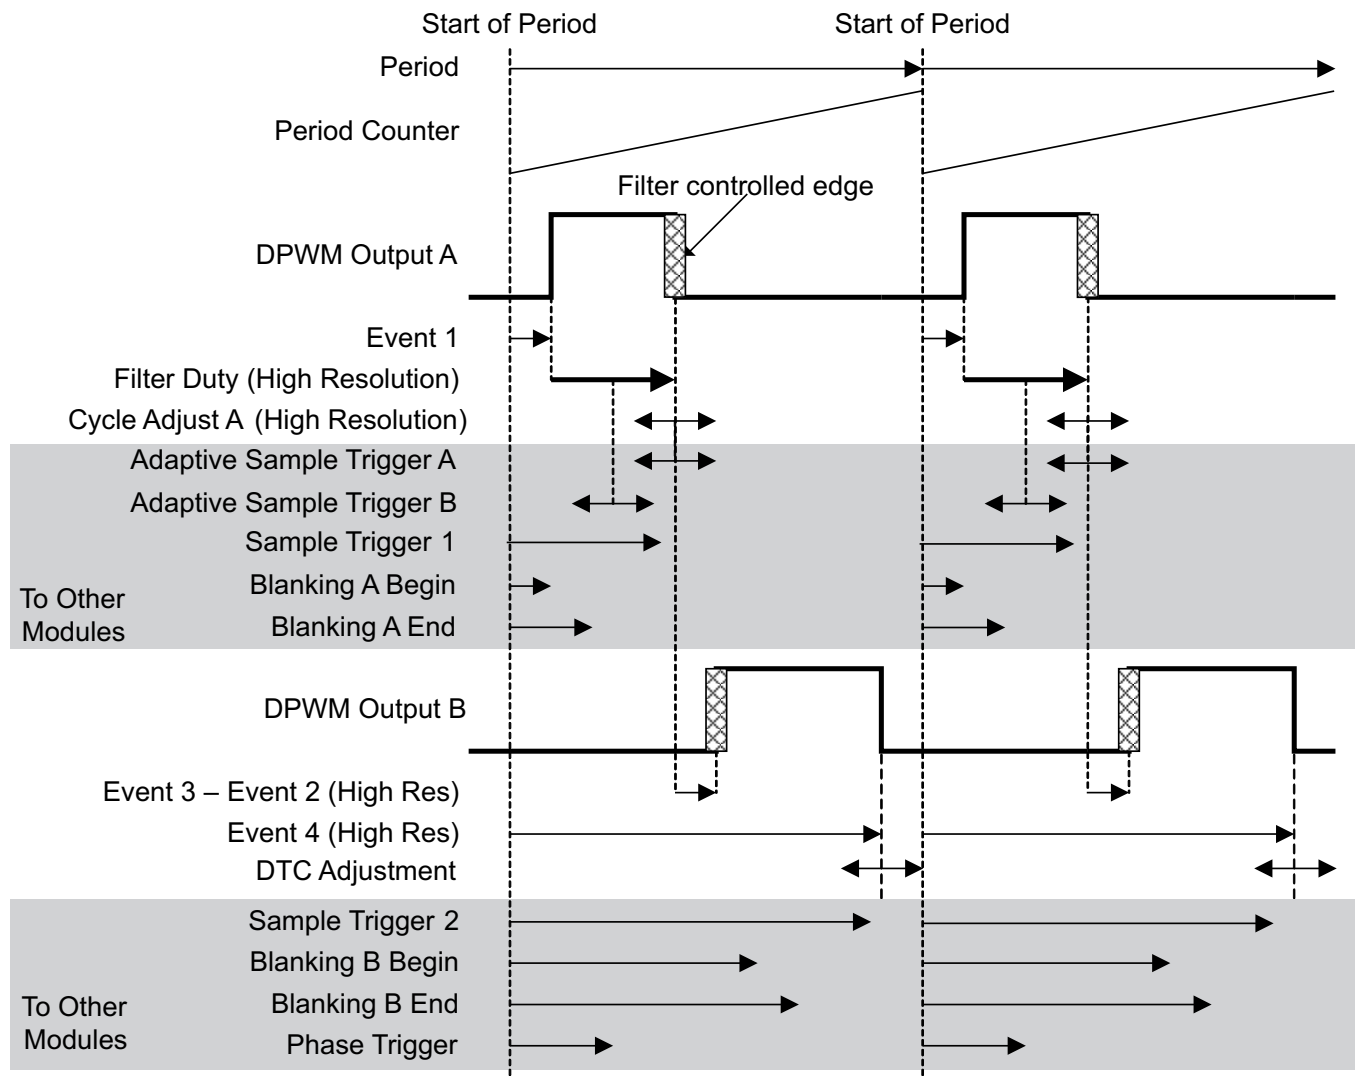 Start of Period
Start of Period
Period
Period Counter
Filter controlled edge
DPWM Output A
Event 1
Filter Duty (High Resolution)
Cycle Adjust A (High Resolution)
Adaptive Sample Trigger A
Adaptive Sample Trigger B
Sample Trigger 1
Blanking A Begin
To Other
Modules
Blanking A End
DPWM Output B
Event 3 – Event 2 (High Res)
Event 4 (High Res)
DTC Adjustment
Sample Trigger 2
Blanking B Begin
Blanking B End
To Other
Modules
Phase Trigger